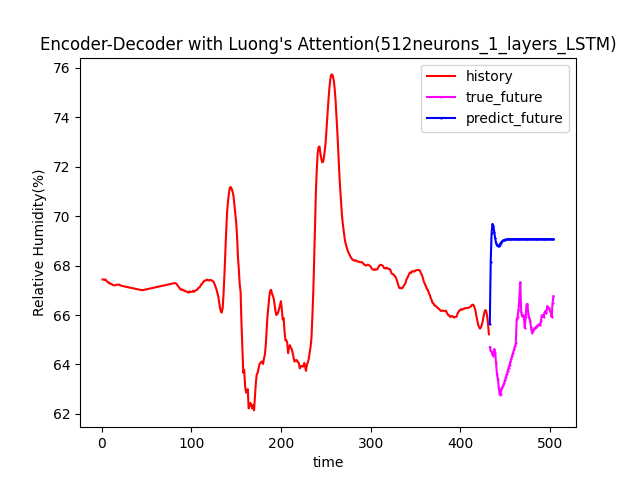 Encoder-Decoder with Luong's Attention(512neurons_1_layers_LSTM)
history
true_future
predict_future
Relative Humidity(%)
76
74
72
70
68
66
64
62
0
100
200
300
400
500
time